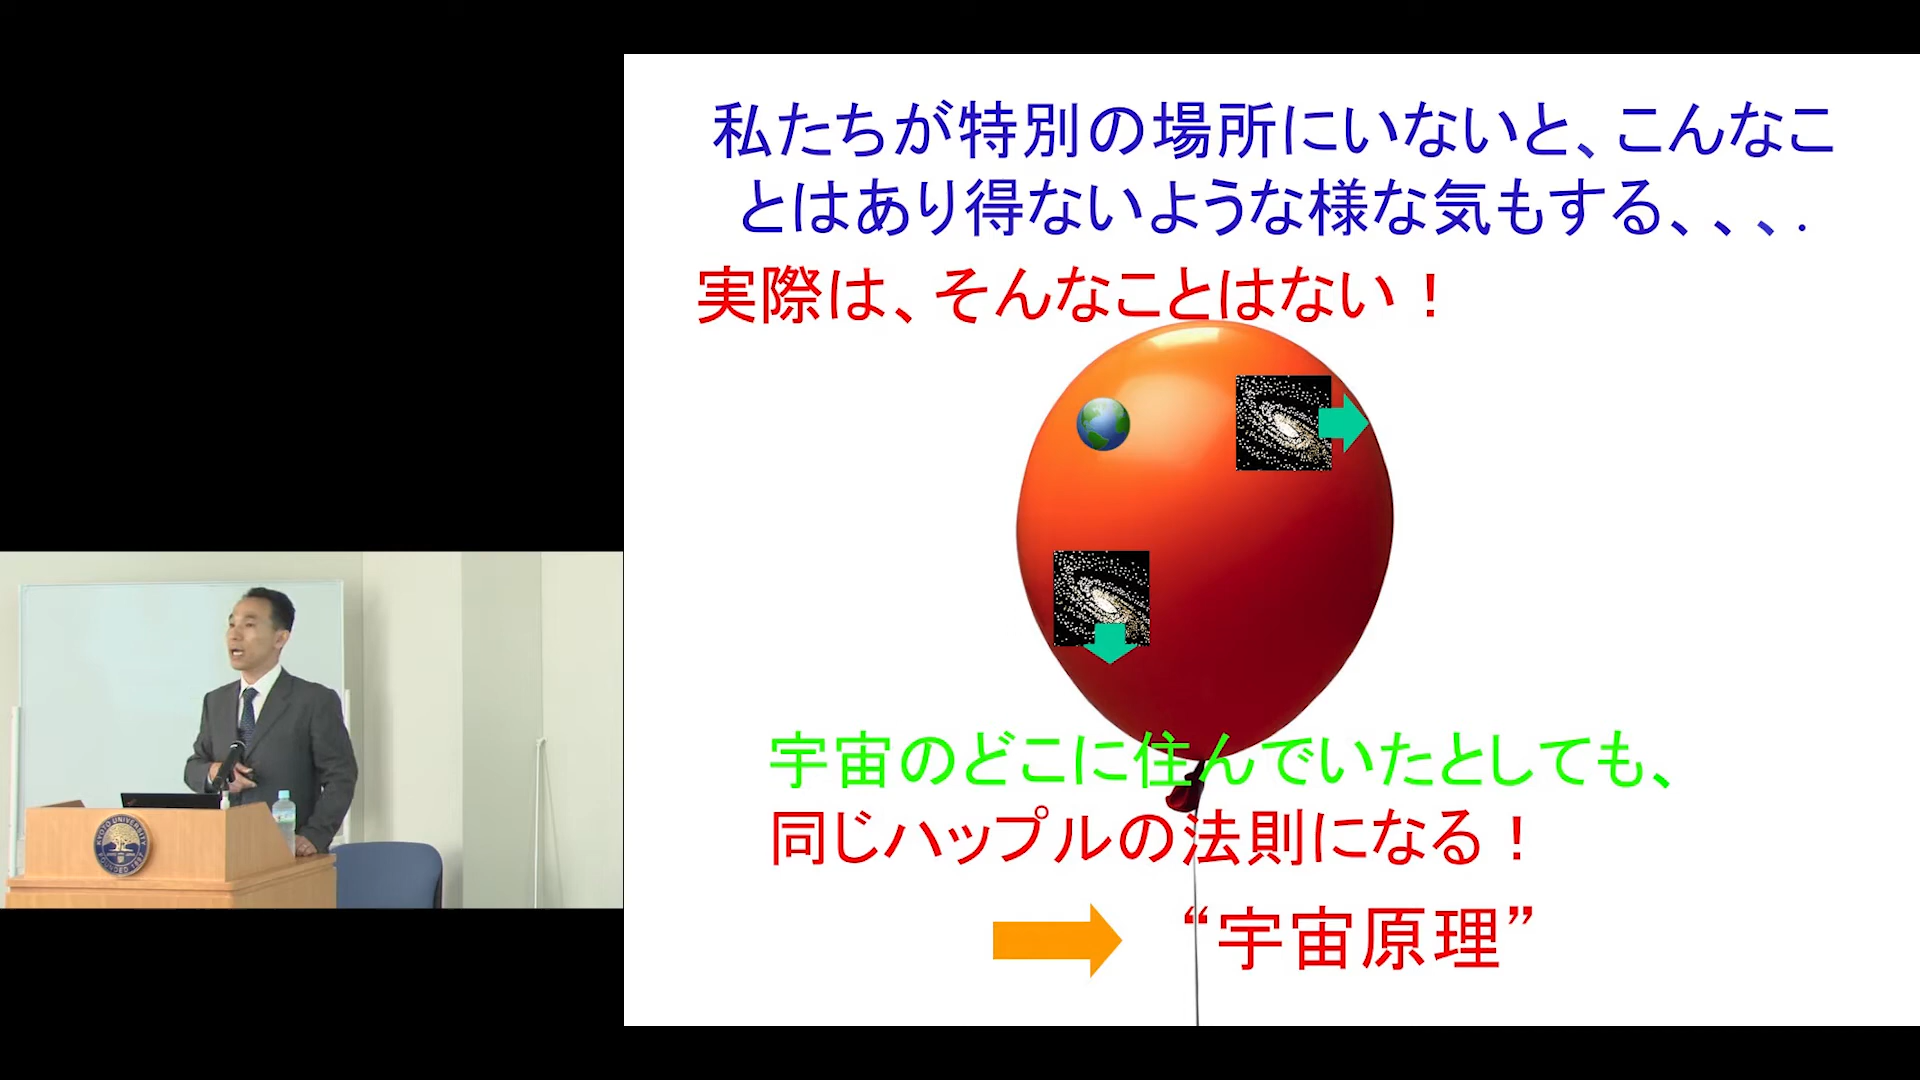 私たちが特別の場所にいないと、こんなこ
とはあり得ないような様な気もする、、、.
実際は、そんなことはない！
宇宙のどこに住んでいたとしても、
同じハッブルの法則になる！
“宇宙原理”
KYOTO UNIVERSITY
FOUNDED 1897